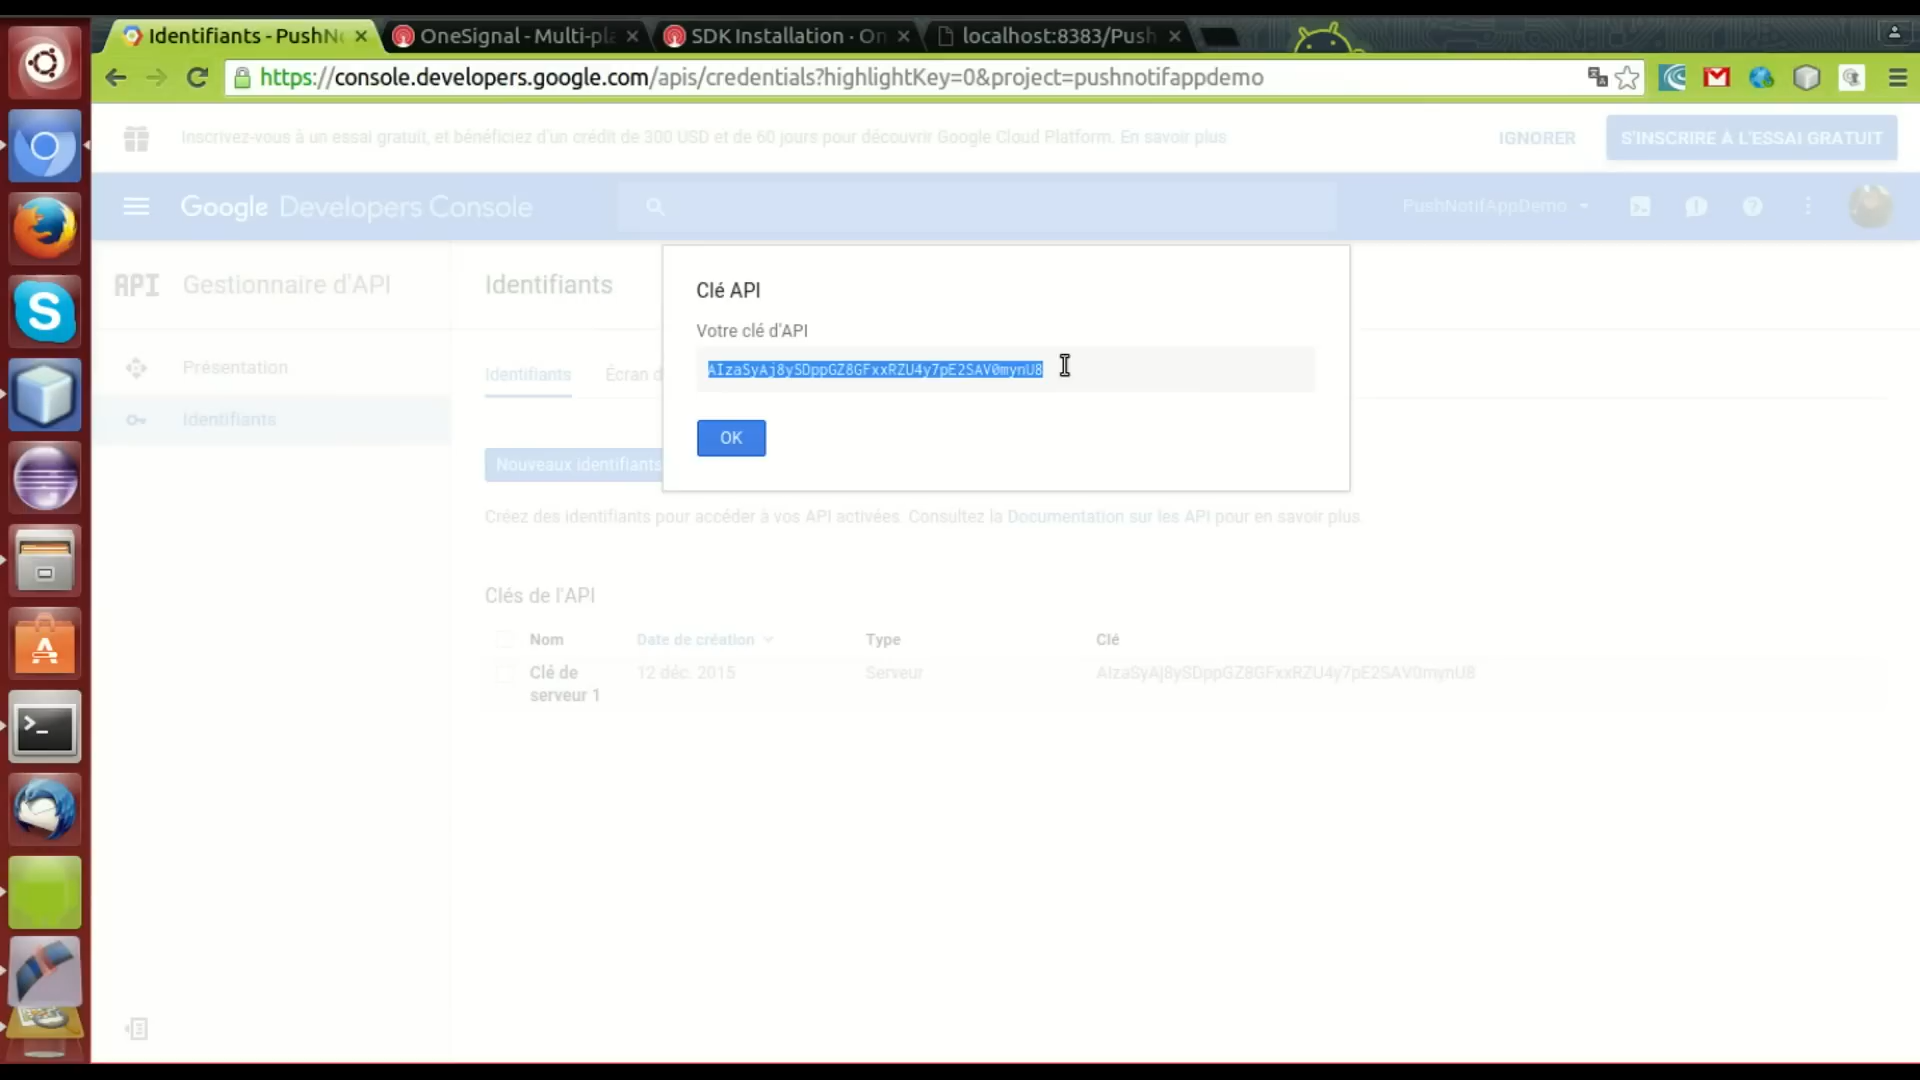 Identifiants - PushN
OneSignal - Multi-pla
SDK Installation · On
localhost:8383/Push
https://console.developers.google.com/apis/credentials?highlightKey=0&project=pushnotifappdemo
Inscrivez-vous à un essai gratuit, et bénéficiez d'un crédit de 300 USD et de 60 jours pour découvrir Google Cloud Platform. En savoir plus
IGNORER
S'INSCRIRE À L'ESSAI GRATUIT
Google Developers Console
PushNotifAppDemo
API Gestionnaire d'API
Identifiants
Présentation
Identifiants
Identifiants
Écran d
Nouveaux identifiants
Clé API
Votre clé d'API
AIzaSyAj8ySDppGZ8GFxxRZU4y7pE2SAV0mynU8
OK
Créez des identifiants pour accéder à vos API activées. Consultez la Documentation sur les API pour en savoir plus.
Clés de l'API
Nom Date de création Type Clé
Clé de serveur 1 12 déc. 2015 Serveur AIzaSyAj8ySDppGZ8GFxxRZU4y7pE2SAV0mynU8